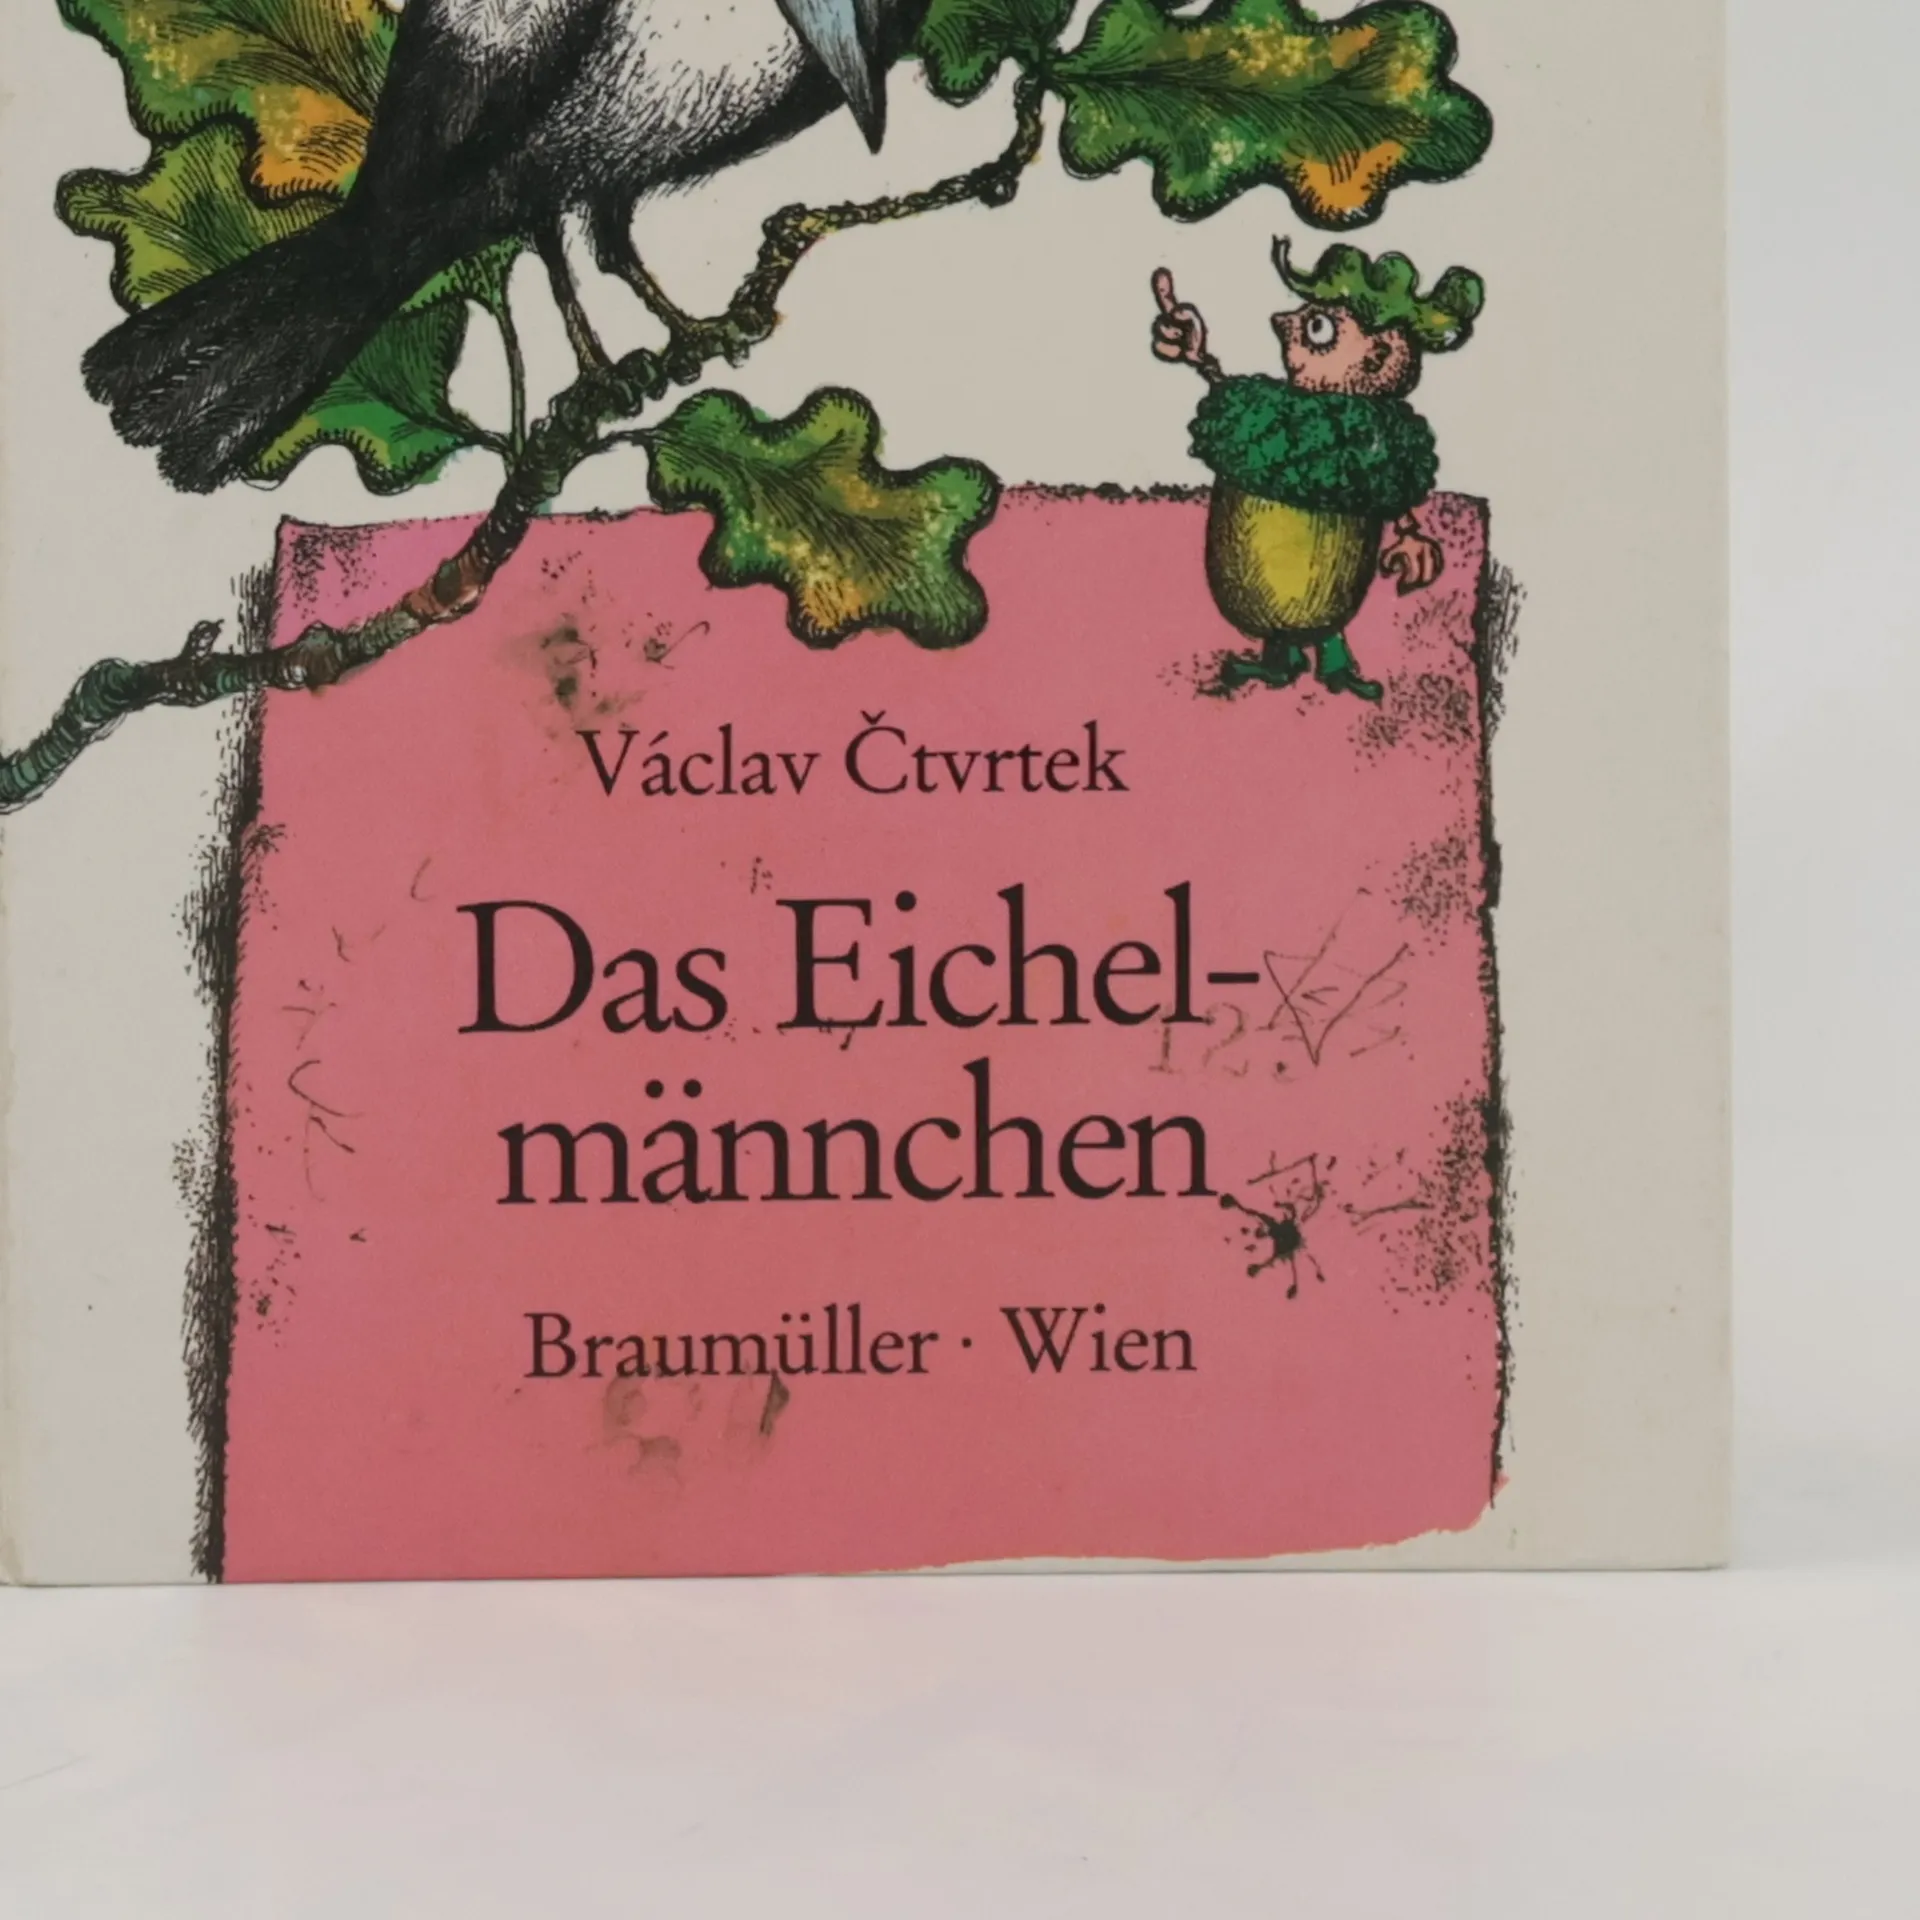 Václav Čtvrtek
Das Eichel-
männchen
Braumüller · Wien